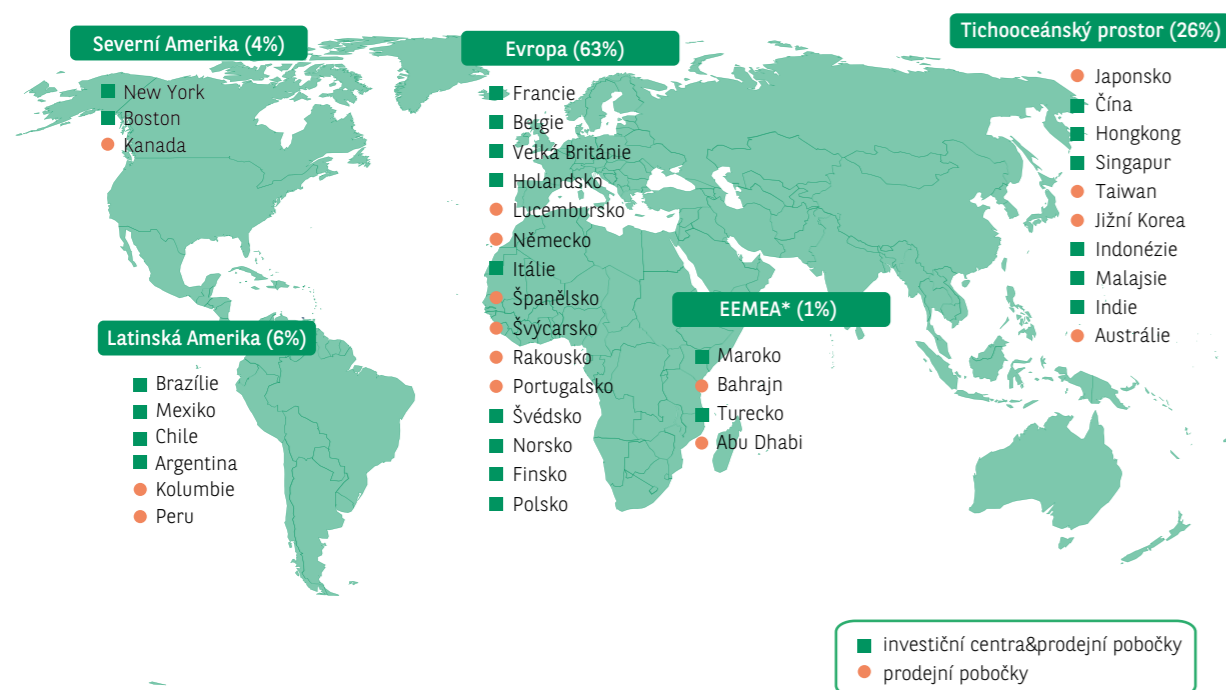 Severní Amerika (4%)
New York
Boston
Kanada
Latinská Amerika (6%)
Brazílie
Mexiko
Chile
Argentina
Kolumbie
Peru
Evropa (63%)
Francie
Belgie
Velká Británie
Holandsko
Lucembursko
Německo
Itálie
Španělsko
Švýcarsko
Rakousko
Portugalsko
Švédsko
Norsko
Finsko
Polsko
EEMEA* (1%)
Maroko
Bahrajn
Turecko
Abu Dhabi
Tichooceánský prostor (26%)
Japonsko
Čína
Hongkong
Singapur
Taiwan
Jižní Korea
Indonézie
Malajsie
Indie
Austrálie
investiční centra&prodejní pobočky
prodejní pobočky